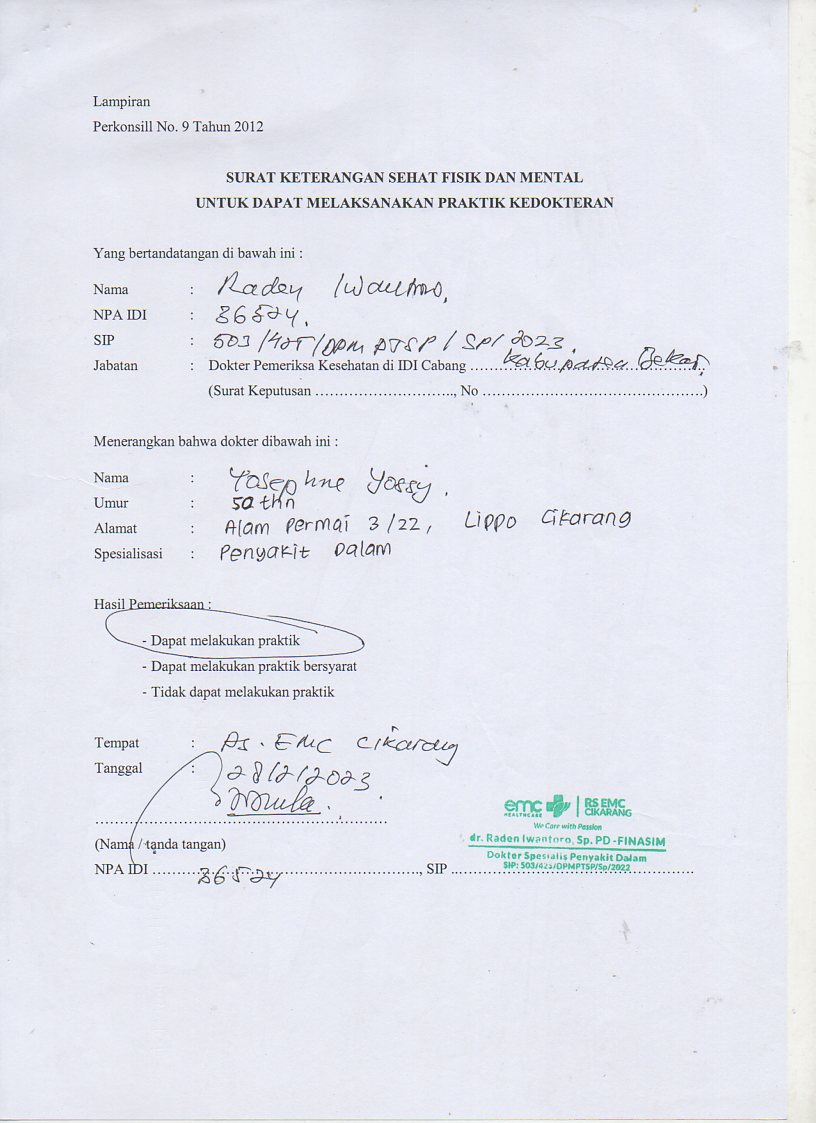 Lampiran
Perkonsill No. 9 Tahun 2012
SURAT KETERANGAN SEHAT FISIK DAN MENTAL
UNTUK DAPAT MELAKSANAKAN PRAKTIK KEDOKTERAN
Yang bertandatangan di bawah ini :
Nama : Raden Iwantoro,
NPA IDI : 36524.
SIP : 503/425/DPMPTSP/SP/2023.
Jabatan : Dokter Pemeriksa Kesehatan di IDI Cabang ...Kabupaten Bekasi.
(Surat Keputusan ............................, No .............................................)
Menerangkan bahwa dokter dibawah ini :
Nama : Yosephne Yossy.
Umur : 50 thn
Alamat : Alam Permai 3/22, Lippo Cikarang
Spesialisasi : Penyakit Dalam
Hasil Pemeriksaan :
- Dapat melakukan praktik
- Dapat melakukan praktik bersyarat
- Tidak dapat melakukan praktik
Tempat : Rs. EMC Cikarang
Tanggal : 28/2/2023
emc HEALTHCARE RS EMC CIKARANG
We Care with Passion
(Nama / tanda tangan) dr. Raden Iwantoro, Sp. PD-FINASIM
Dokter Spesialis Penyakit Dalam
SIP: 503/425/DPMPTSP/Sp/2022
NPA IDI ...36524..., SIP ...